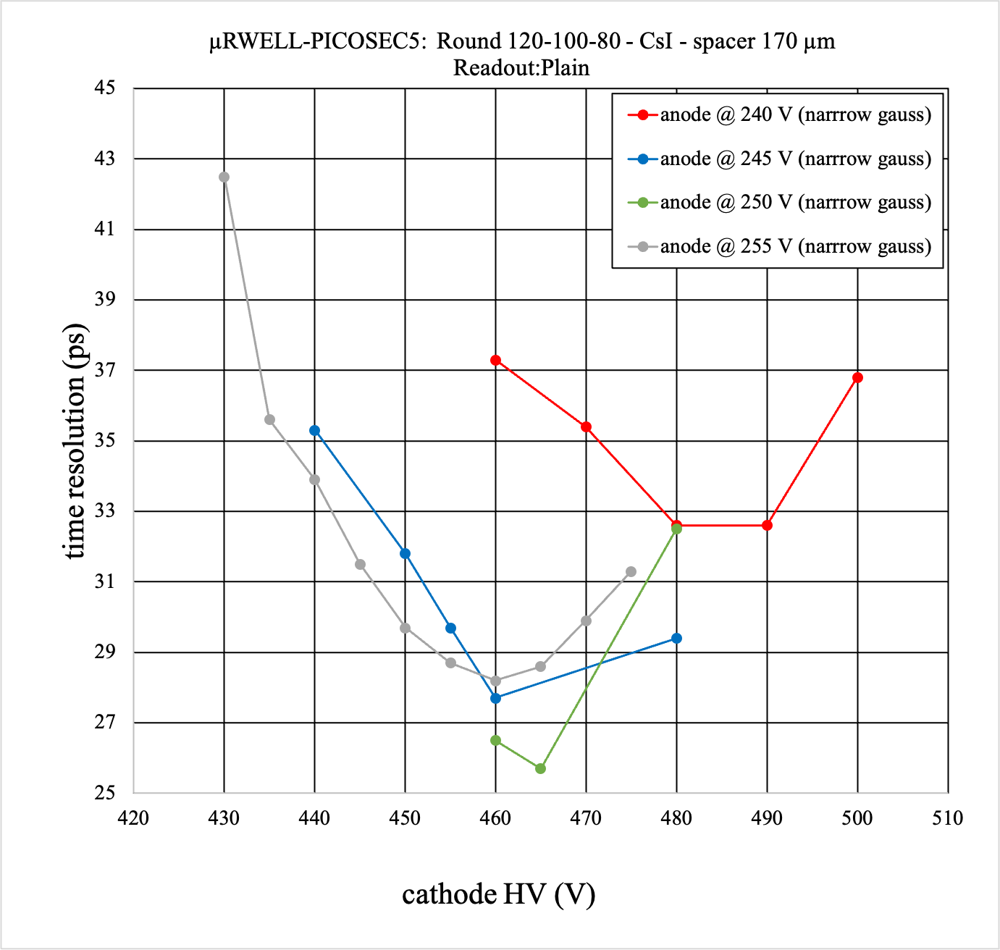 µRWELL-PICOSEC5: Round 120-100-80 - CsI - spacer 170 µm
Readout:Plain
45
43
41
39
37
35
33
31
29
27
25
anode @ 240 V (narrrow gauss)
anode @ 245 V (narrrow gauss)
anode @ 250 V (narrrow gauss)
anode @ 255 V (narrrow gauss)
time resolution (ps)
420 430 440 450 460 470 480 490 500 510
cathode HV (V)